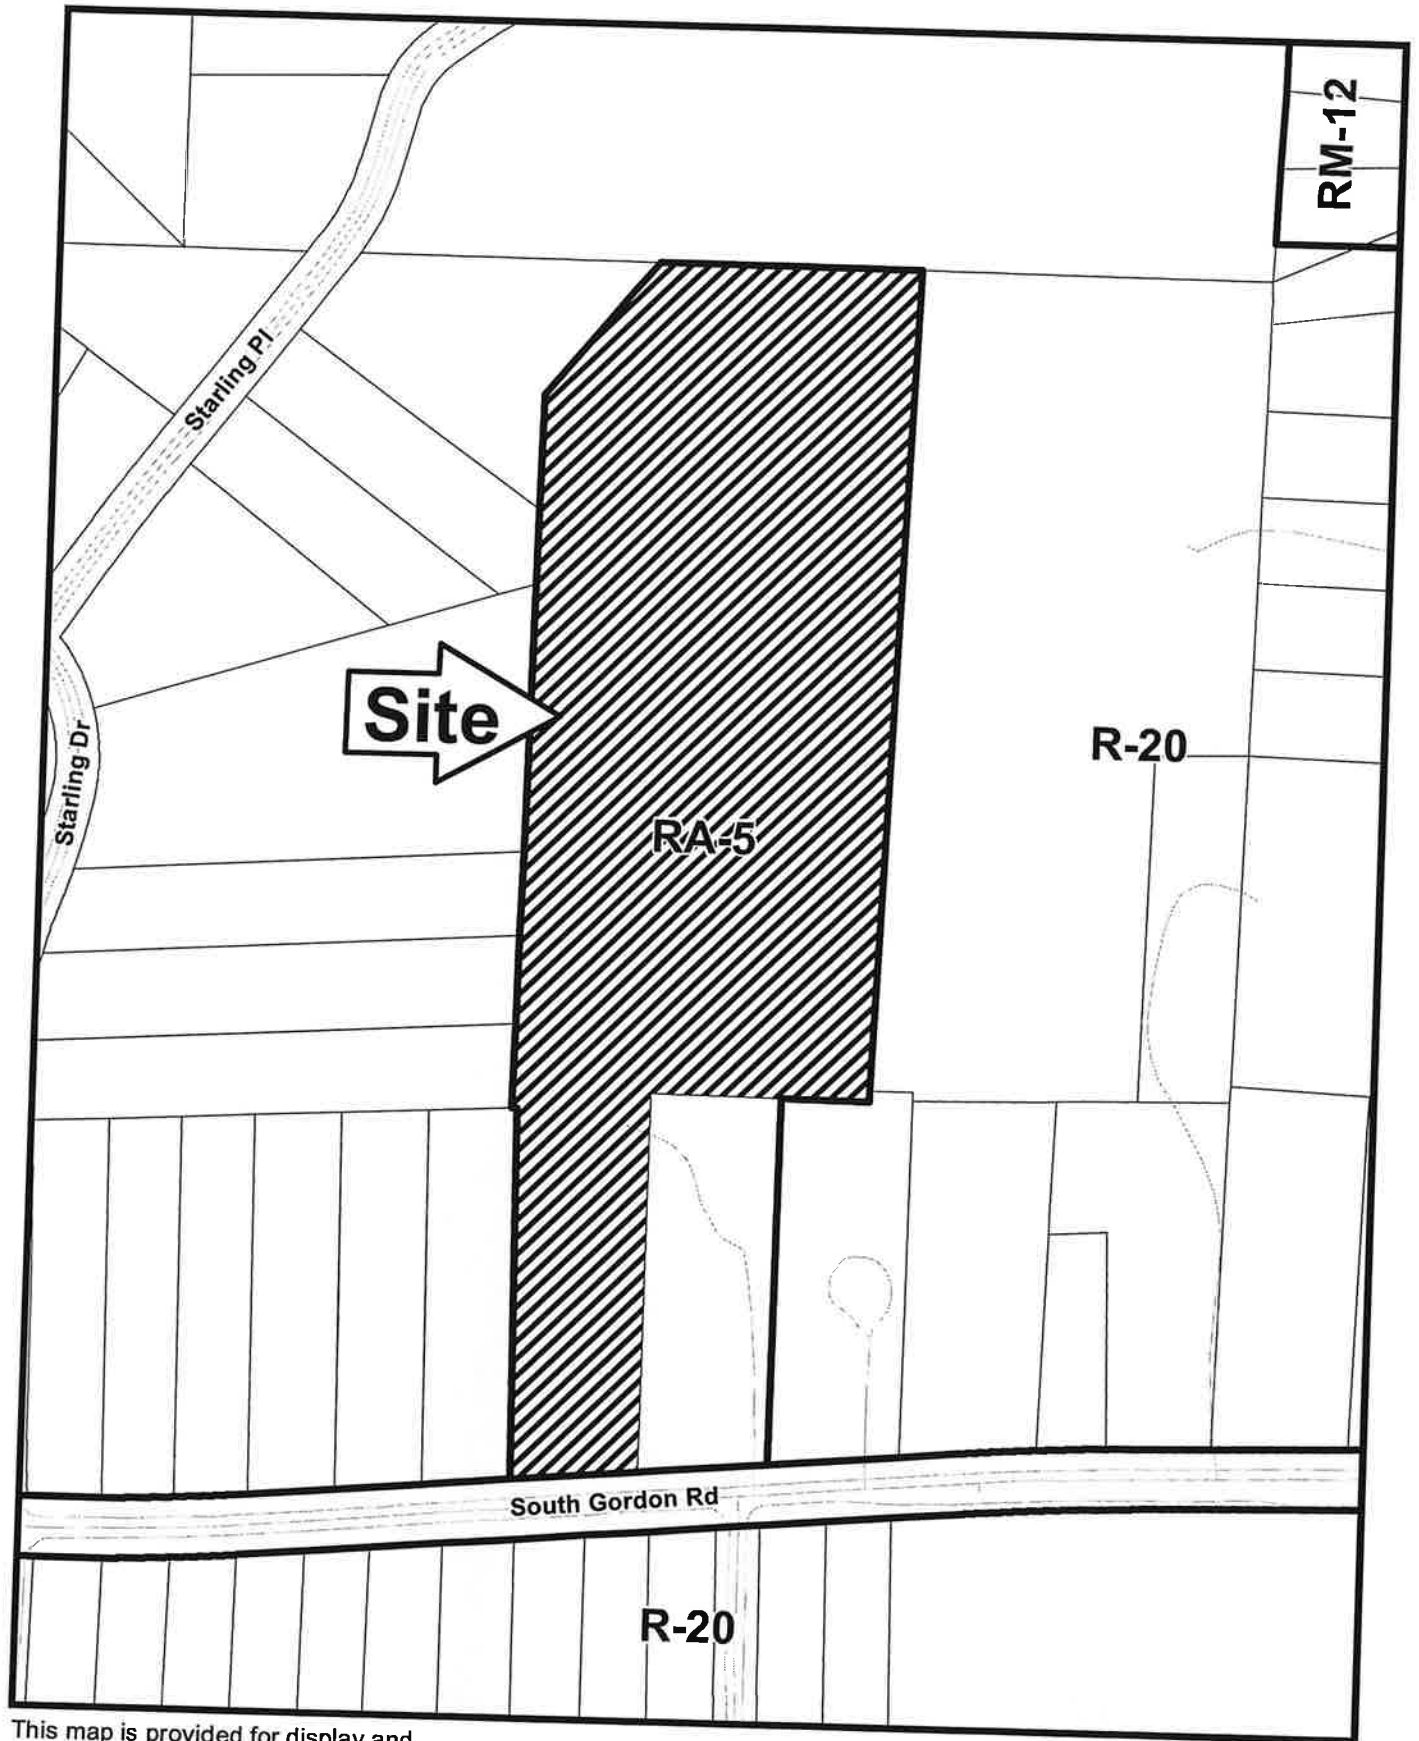 RM-12
Starling Pl
Site
R-20
Starling Dr
RA-5
South Gordon Rd
R-20
This map is provided for display and